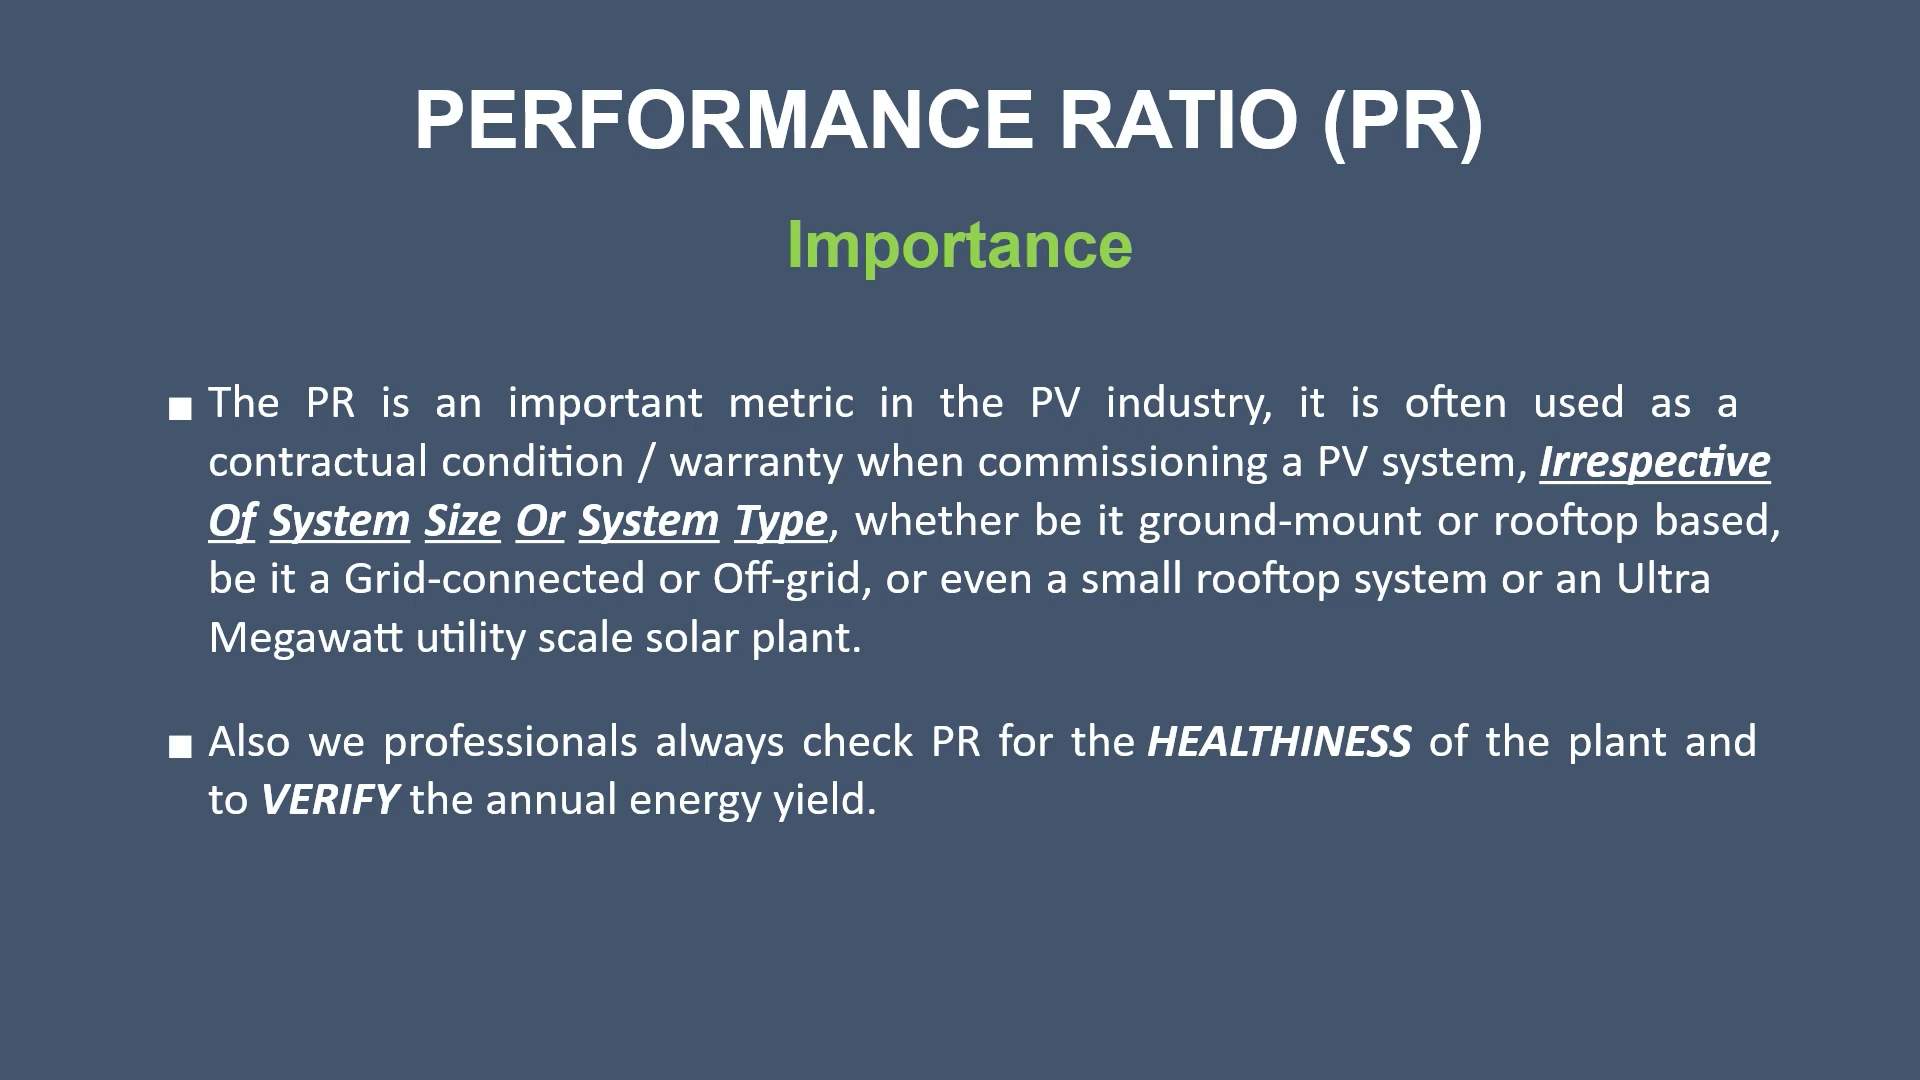 PERFORMANCE RATIO (PR)
Importance
■ The PR is an important metric in the PV industry, it is often used as a
contractual condition / warranty when commissioning a PV system, Irrespective
Of System Size Or System Type, whether be it ground-mount or rooftop based,
be it a Grid-connected or Off-grid, or even a small rooftop system or an Ultra
Megawatt utility scale solar plant.
■ Also we professionals always check PR for the HEALTHINESS of the plant and
to VERIFY the annual energy yield.